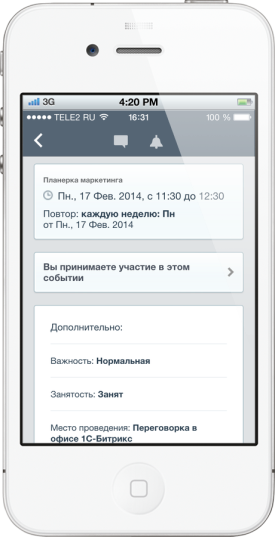 3G 4:20 PM
TELE2 RU 16:31 100 %
Планерка маркетинга
Пн., 17 Фев. 2014, с 11:30 до 12:30
Повтор: каждую неделю: Пн
от Пн., 17 Фев. 2014
Вы принимаете участие в этом
событии
Дополнительно:
Важность: Нормальная
Занятость: Занят
Место проведения: Переговорка в
офисе 1С-Битрикс